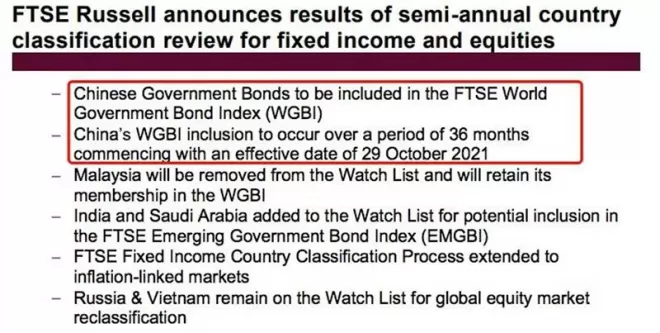 FTSE Russell announces results of semi-annual country
classification review for fixed income and equities
– Chinese Government Bonds to be included in the FTSE World
Government Bond Index (WGBI)
– China's WGBI inclusion to occur over a period of 36 months
commencing with an effective date of 29 October 2021
– Malaysia will be removed from the Watch List and will retain its
membership in the WGBI
– India and Saudi Arabia added to the Watch List for potential inclusion in
the FTSE Emerging Government Bond Index (EMGBI)
– FTSE Fixed Income Country Classification Process extended to
inflation-linked markets
– Russia & Vietnam remain on the Watch List for global equity market
reclassification